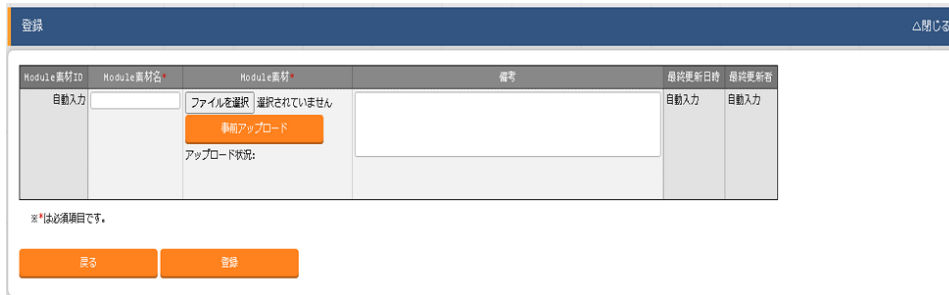 登録
△閉じる
Module素材ID Module素材名* Module素材* 備考 最終更新日時 最終更新者
自動入力 ファイルを選択 選択されていません 自動入力 自動入力
事前アップロード
アップロード状況:
※*は必須項目です。
戻る 登録